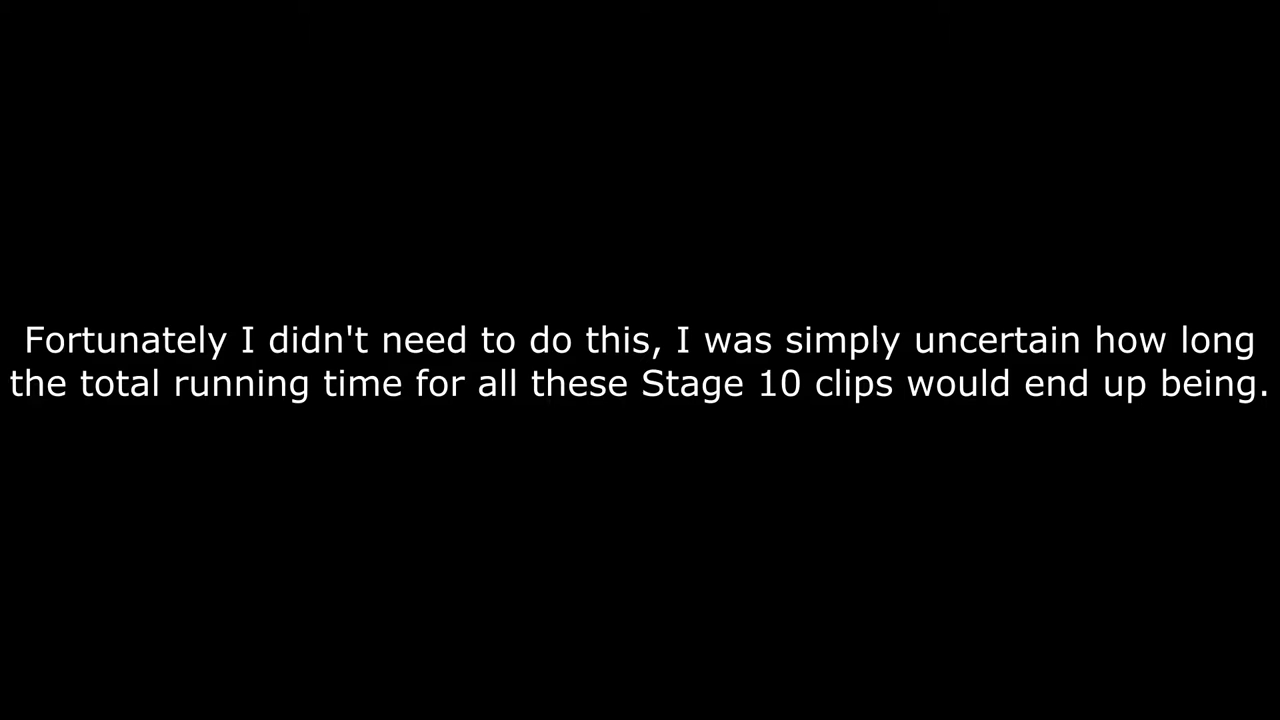 Fortunately I didn't need to do this, I was simply uncertain how long
the total running time for all these Stage 10 clips would end up being.